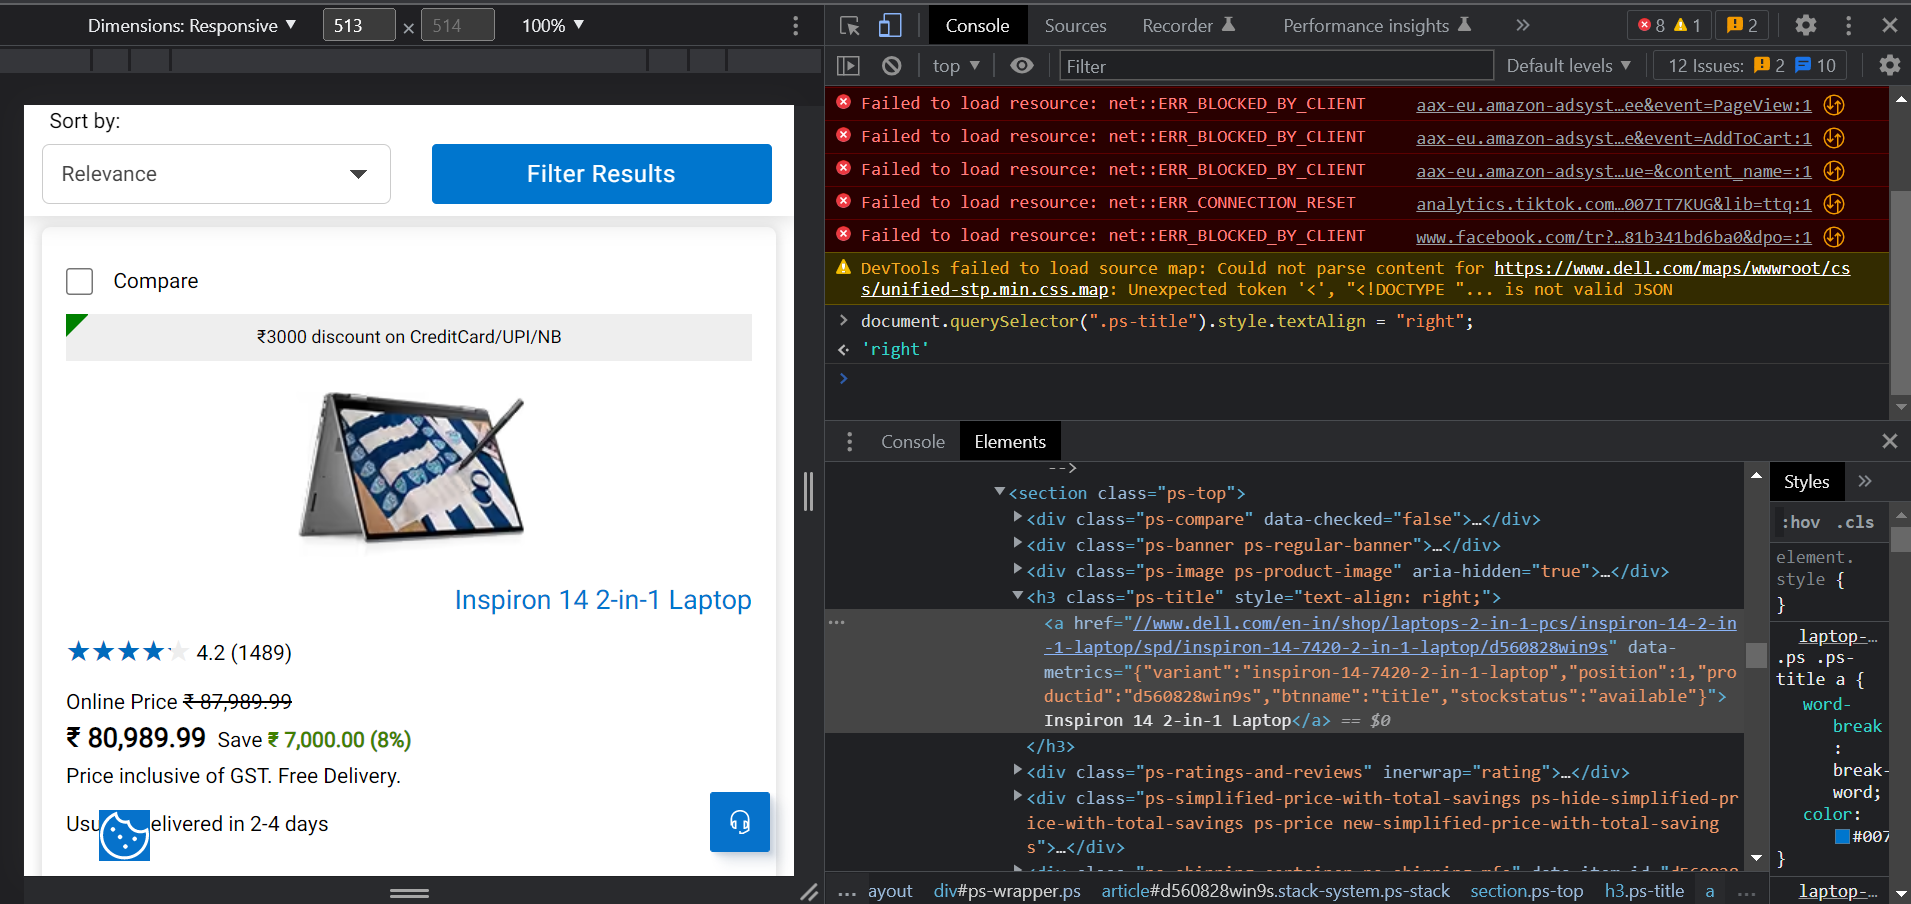 Dimensions: Responsive ▼ 513 × 514 100% ▼
Sort by:
Relevance
Filter Results
Compare
₹3000 discount on CreditCard/UPI/NB
Inspiron 14 2-in-1 Laptop
4.2 (1489)
Online Price ₹ 87,989.99
₹ 80,989.99 Save ₹ 7,000.00 (8%)
Price inclusive of GST. Free Delivery.
Usu elivered in 2-4 days
Console Sources Recorder Performance insights » 8 1 2
top ▼ Filter Default levels ▼ 12 Issues: 2 10
Failed to load resource: net::ERR_BLOCKED_BY_CLIENT aax-eu.amazon-adsyst…ee&event=PageView:1
Failed to load resource: net::ERR_BLOCKED_BY_CLIENT aax-eu.amazon-adsyst…e&event=AddToCart:1
Failed to load resource: net::ERR_BLOCKED_BY_CLIENT aax-eu.amazon-adsyst…ue=&content_name=:1
Failed to load resource: net::ERR_CONNECTION_RESET analytics.tiktok.com…007IT7KUG&lib=ttq:1
Failed to load resource: net::ERR_BLOCKED_BY_CLIENT www.facebook.com/tr?…81b341bd6ba0&dpo=:1
DevTools failed to load source map: Could not parse content for https://www.dell.com/maps/wwwroot/cs
s/unified-stp.min.css.map: Unexpected token '<', "<!DOCTYPE "... is not valid JSON
> document.querySelector(".ps-title").style.textAlign = "right";
'right'
>
Console Elements
-->
<section class="ps-top">
<div class="ps-compare" data-checked="false">…</div>
<div class="ps-banner ps-regular-banner">…</div>
<div class="ps-image ps-product-image" aria-hidden="true">…</div>
<h3 class="ps-title" style="text-align: right;">
<a href="//www.dell.com/en-in/shop/laptops-2-in-1-pcs/inspiron-14-2-in
-1-laptop/spd/inspiron-14-7420-2-in-1-laptop/d560828win9s" data-
metrics="{"variant":"inspiron-14-7420-2-in-1-laptop","position":1,"pro
ductid":"d560828win9s","btnname":"title","stockstatus":"available"}">
Inspiron 14 2-in-1 Laptop</a> == $0
</h3>
<div class="ps-ratings-and-reviews" inerwrap="rating">…</div>
<div class="ps-simplified-price-with-total-savings ps-hide-simplified-pr
ice-with-total-savings ps-price new-simplified-price-with-total-saving
s">…</div>
... ayout div#ps-wrapper.ps article#d560828win9s.stack-system.ps-stack section.ps-top h3.ps-title a ...
Styles »
:hov .cls
element.
style {
}
laptop-…
.ps .ps-
title a {
word-
break
:
break-
word;
color:
#007
}
laptop-…